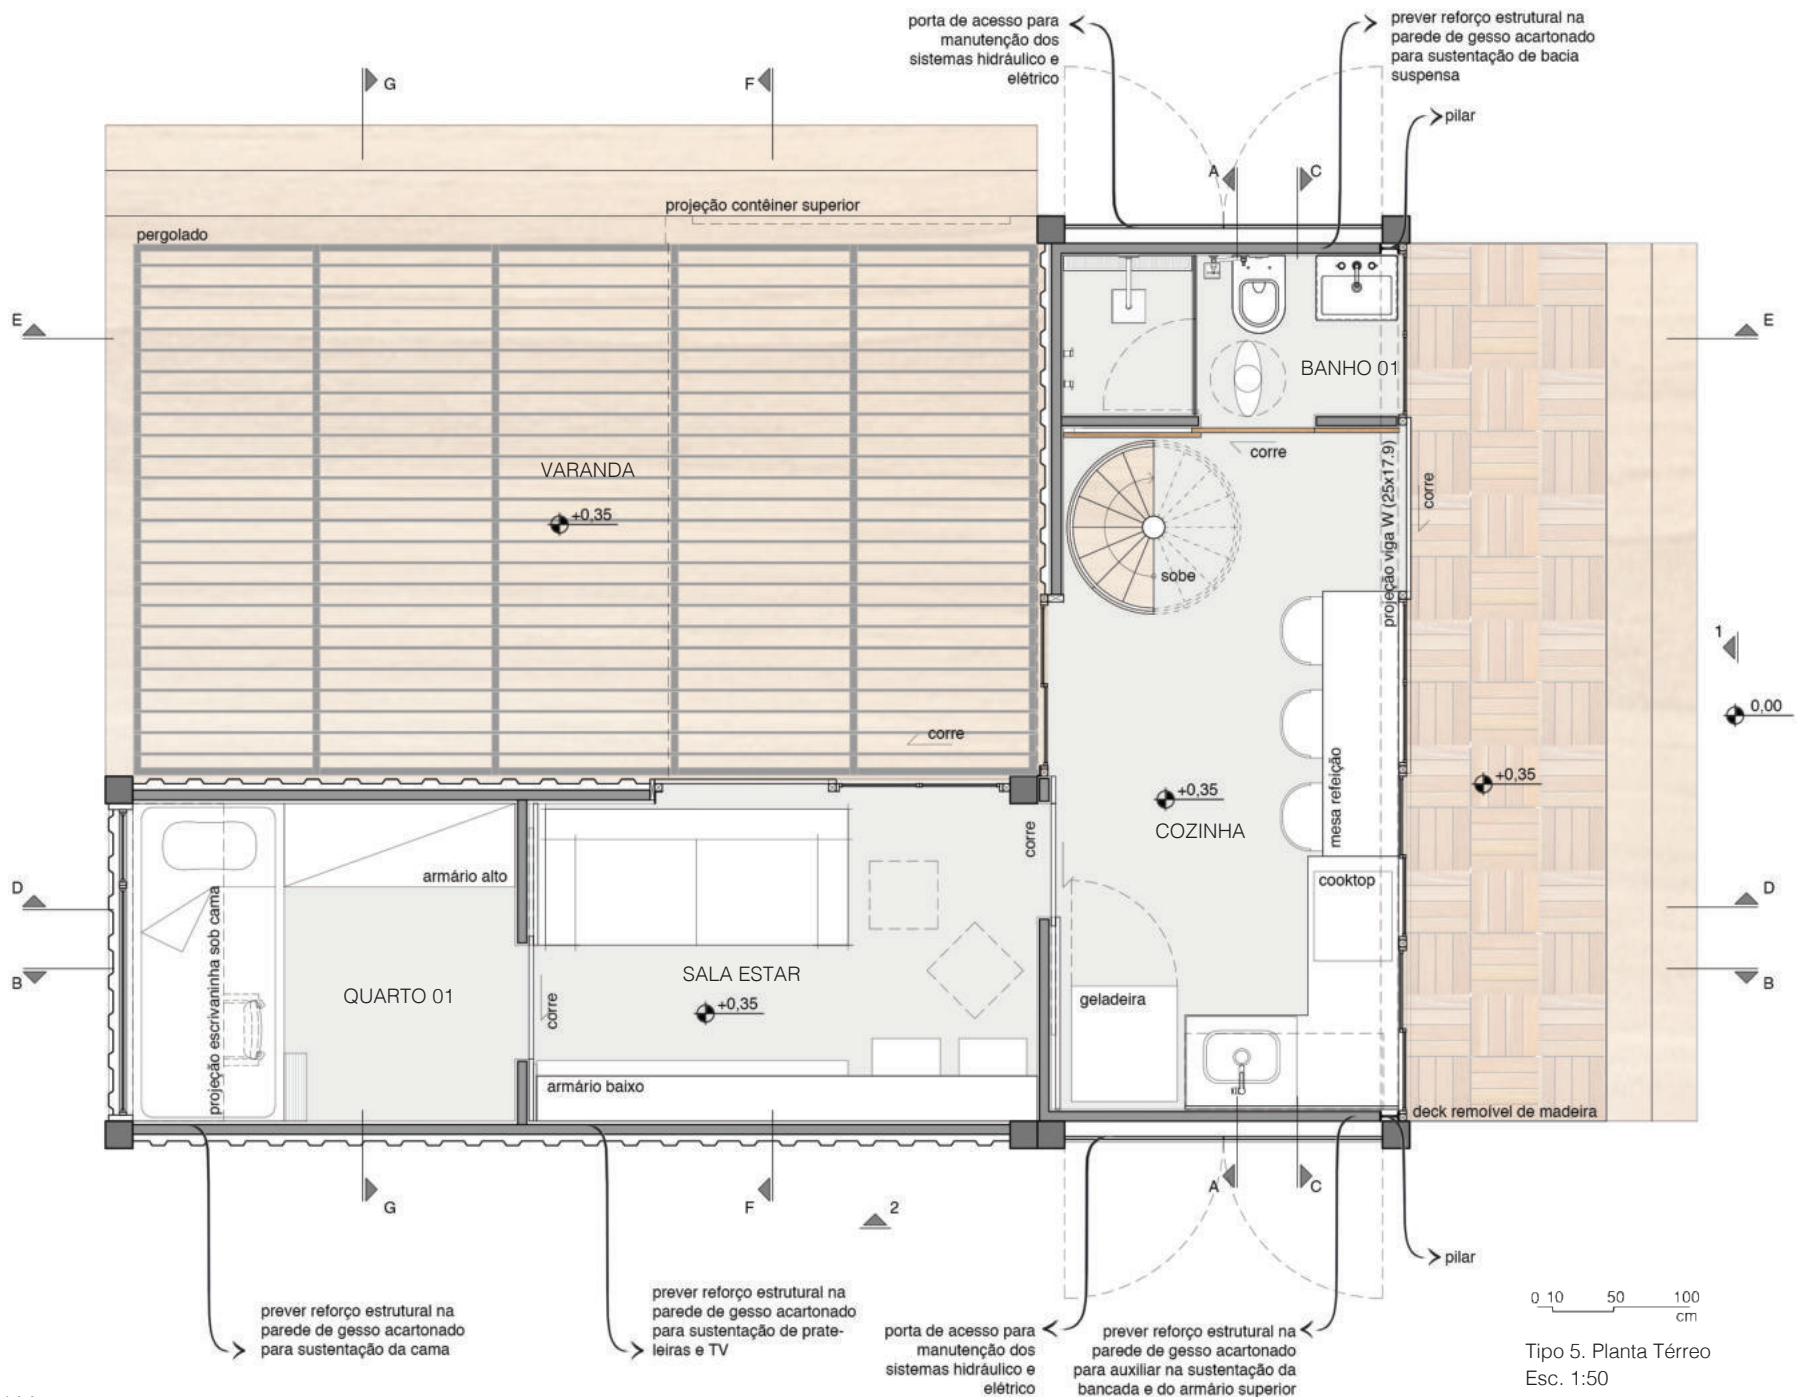 porta de acesso para
manutenção dos
sistemas hidráulico e
elétrico
prever reforço estrutural na
parede de gesso acartonado
para sustentação de bacia
suspensa
pilar
G
F
A
C
projeção contêiner superior
pergolado
E
E
BANHO 01
corre
VARANDA
+0,35
sobe
projeção viga W (25x17.9)
corre
1
0,00
corre
mesa refeição
+0,35
+0,35
COZINHA
corre
armário alto
cooktop
D
D
projeção escrivaninha sob cama
B
B
QUARTO 01
SALA ESTAR
+0,35
corre
geladeira
armário baixo
deck remoível de madeira
G
F
2
A
C
pilar
prever reforço estrutural na
parede de gesso acartonado
para sustentação da cama
prever reforço estrutural na
parede de gesso acartonado
para sustentação de prate-
leiras e TV
porta de acesso para
manutenção dos
sistemas hidráulico e
elétrico
prever reforço estrutural na
parede de gesso acartonado
para auxiliar na sustentação da
bancada e do armário superior
0 10 50 100
cm
Tipo 5. Planta Térreo
Esc. 1:50